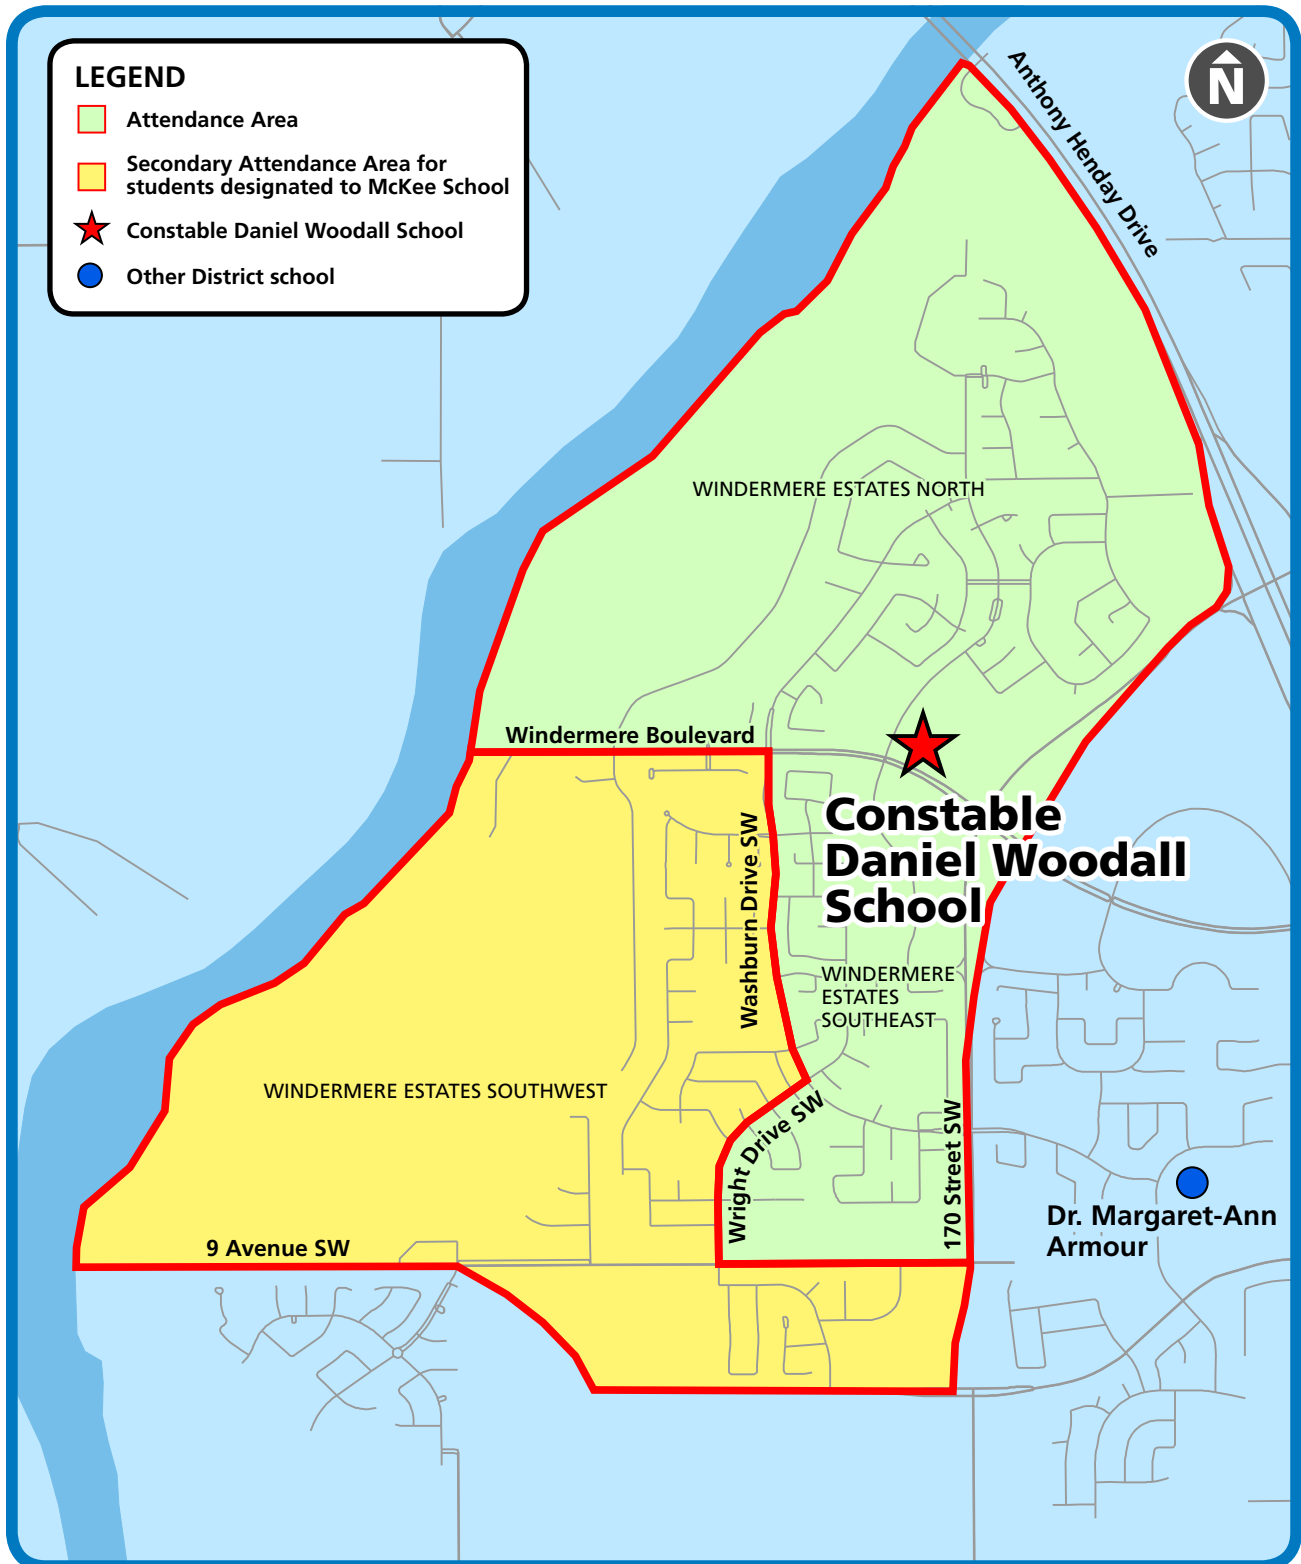 LEGEND
Attendance Area
Secondary Attendance Area for
students designated to McKee School
Constable Daniel Woodall School
Other District school
N
Anthony Henday Drive
WINDERMERE ESTATES NORTH
Windermere Boulevard
Constable
Daniel Woodall
School
Washburn Drive SW
WINDERMERE
ESTATES
SOUTHEAST
WINDERMERE ESTATES SOUTHWEST
Wright Drive SW
170 Street SW
Dr. Margaret-Ann
Armour
9 Avenue SW